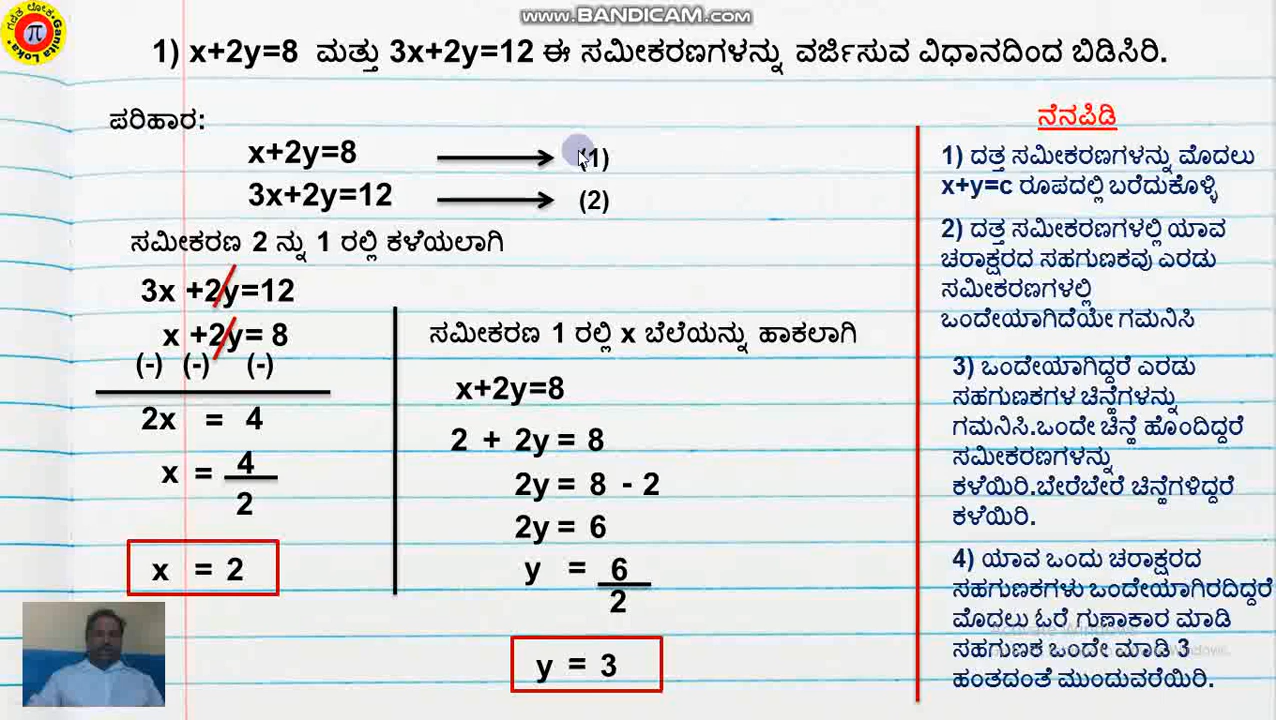 www.BANDICAM.com
ಗಣಿತ ಲೋಕ
π
Ganita Loka
1) x+2y=8 ಮತ್ತು 3x+2y=12 ಈ ಸಮೀಕರಣಗಳನ್ನು ವರ್ಜಿಸುವ ವಿಧಾನದಿಂದ ಬಿಡಿಸಿರಿ.
ಪರಿಹಾರ:
x+2y=8 (1)
3x+2y=12 (2)
ಸಮೀಕರಣ 2 ನ್ನು 1 ರಲ್ಲಿ ಕಳೆಯಲಾಗಿ
3x +2y=12
x +2y= 8
(-) (-) (-)
2x = 4
x = 4
2
x = 2
ಸಮೀಕರಣ 1 ರಲ್ಲಿ x ಬೆಲೆಯನ್ನು ಹಾಕಲಾಗಿ
x+2y=8
2 + 2y = 8
2y = 8 - 2
2y = 6
y = 6
2
y = 3
ನೆನಪಿಡಿ
1) ದತ್ತ ಸಮೀಕರಣಗಳನ್ನು ಮೊದಲು
x+y=c ರೂಪದಲ್ಲಿ ಬರೆದುಕೊಳ್ಳಿ
2) ದತ್ತ ಸಮೀಕರಣಗಳಲ್ಲಿ ಯಾವ
ಚರಾಕ್ಷರದ ಸಹಗುಣಕವು ಎರಡು
ಸಮೀಕರಣಗಳಲ್ಲಿ
ಒಂದೇಯಾಗಿದೆಯೇ ಗಮನಿಸಿ
3) ಒಂದೇಯಾಗಿದ್ದರೆ ಎರಡು
ಸಹಗುಣಕಗಳ ಚಿನ್ಹೆಗಳನ್ನು
ಗಮನಿಸಿ.ಒಂದೇ ಚಿನ್ಹೆ ಹೊಂದಿದ್ದರೆ
ಸಮೀಕರಣಗಳನ್ನು
ಕಳೆಯಿರಿ.ಬೇರೆಬೇರೆ ಚಿನ್ಹೆಗಳಿದ್ದರೆ
ಕಳೆಯಿರಿ.
4) ಯಾವ ಒಂದು ಚರಾಕ್ಷರದ
ಸಹಗುಣಕಗಳು ಒಂದೇಯಾಗಿರದಿದ್ದರೆ
ಮೊದಲು ಓರೆ ಗುಣಾಕಾರ ಮಾಡಿ
ಸಹಗುಣಕ ಒಂದೇ ಮಾಡಿ 3
ಹಂತದಂತೆ ಮುಂದುವರೆಯಿರಿ.
Activate Windows